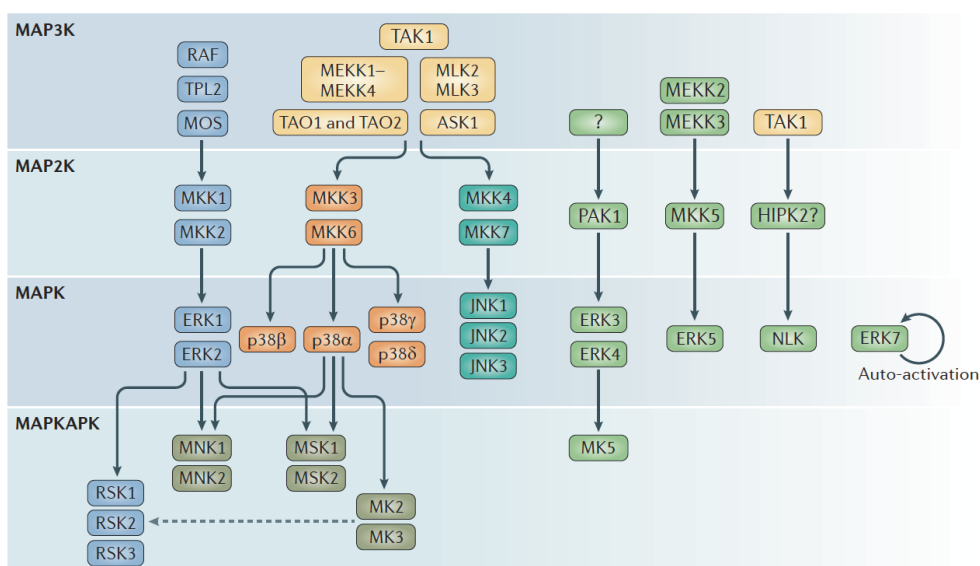 MAP3K
TAK1
RAF
TPL2
MOS
MEKK1–
MEKK4
MLK2
MLK3
TAO1 and TAO2
ASK1
?
MEKK2
MEKK3
TAK1
MAP2K
MKK1
MKK2
MKK3
MKK6
MKK4
MKK7
PAK1
MKK5
HIPK2?
MAPK
ERK1
ERK2
p38β
p38α
p38γ
p38δ
JNK1
JNK2
JNK3
ERK3
ERK4
ERK5
NLK
ERK7
Auto-activation
MAPKAPK
MNK1
MNK2
MSK1
MSK2
MK5
RSK1
RSK2
RSK3
MK2
MK3